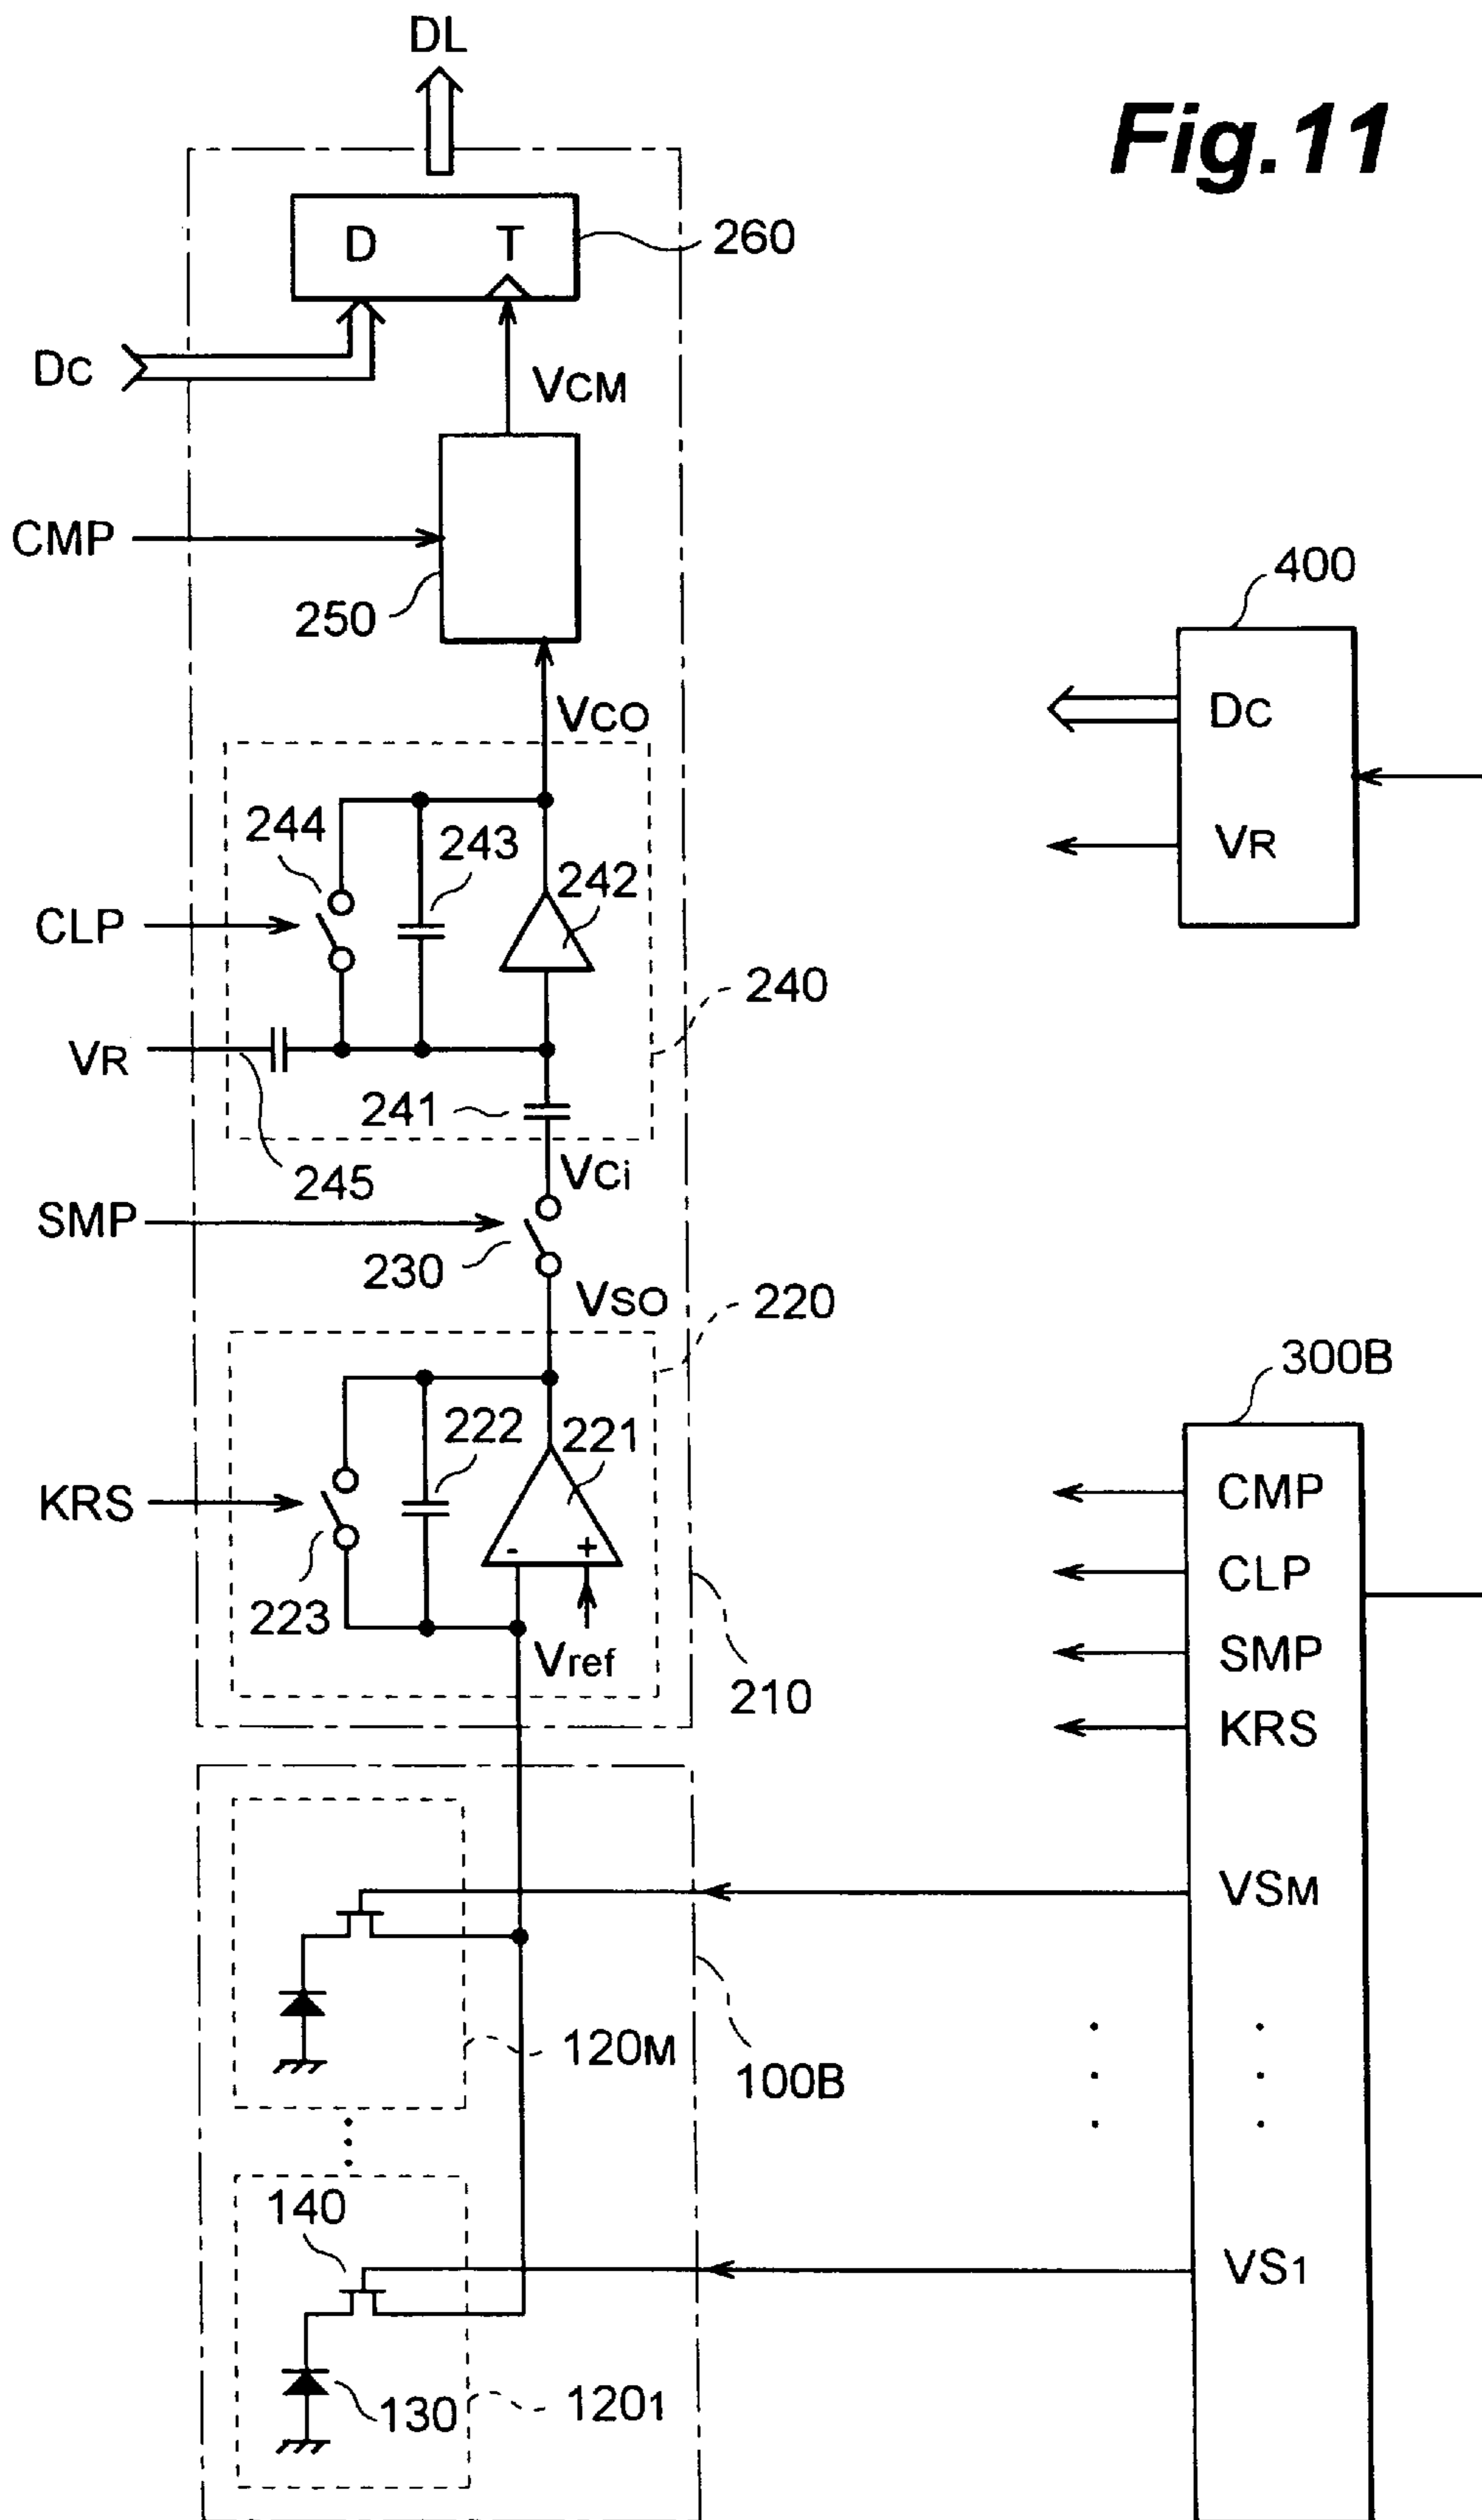 DL
Fig.11
D T
260
DC
VCM
CMP
250
400
DC
VCO
VR
244
243
242
CLP
240
VR
241
VCi
245
SMP
230
VSO
220
300B
222
221
CMP
KRS
- +
CLP
223
Vref
SMP
210
KRS
VSM
120M
100B
140
VS1
130
1201